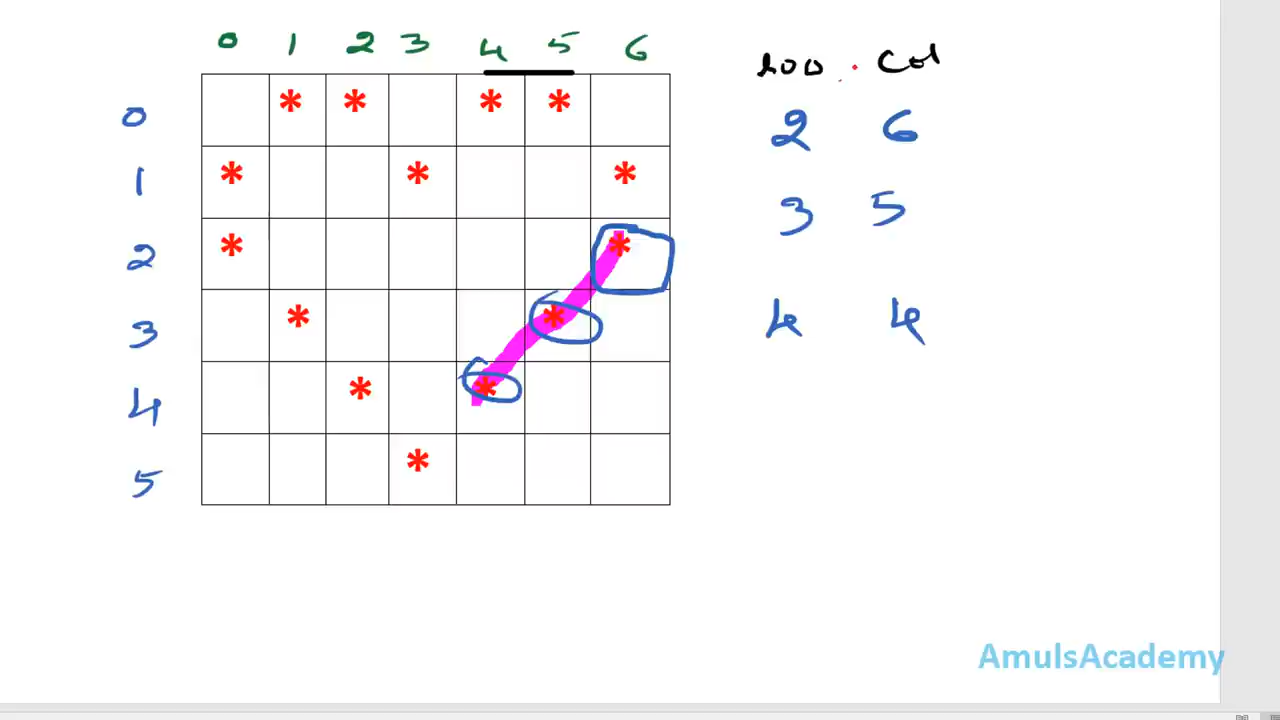 0 1 2 3 4 5 6
row . Col
0 * * * * 2 6
1 * * *
2 * * 3 5
3 * * 4 4
4 * *
5 *
AmulsAcademy